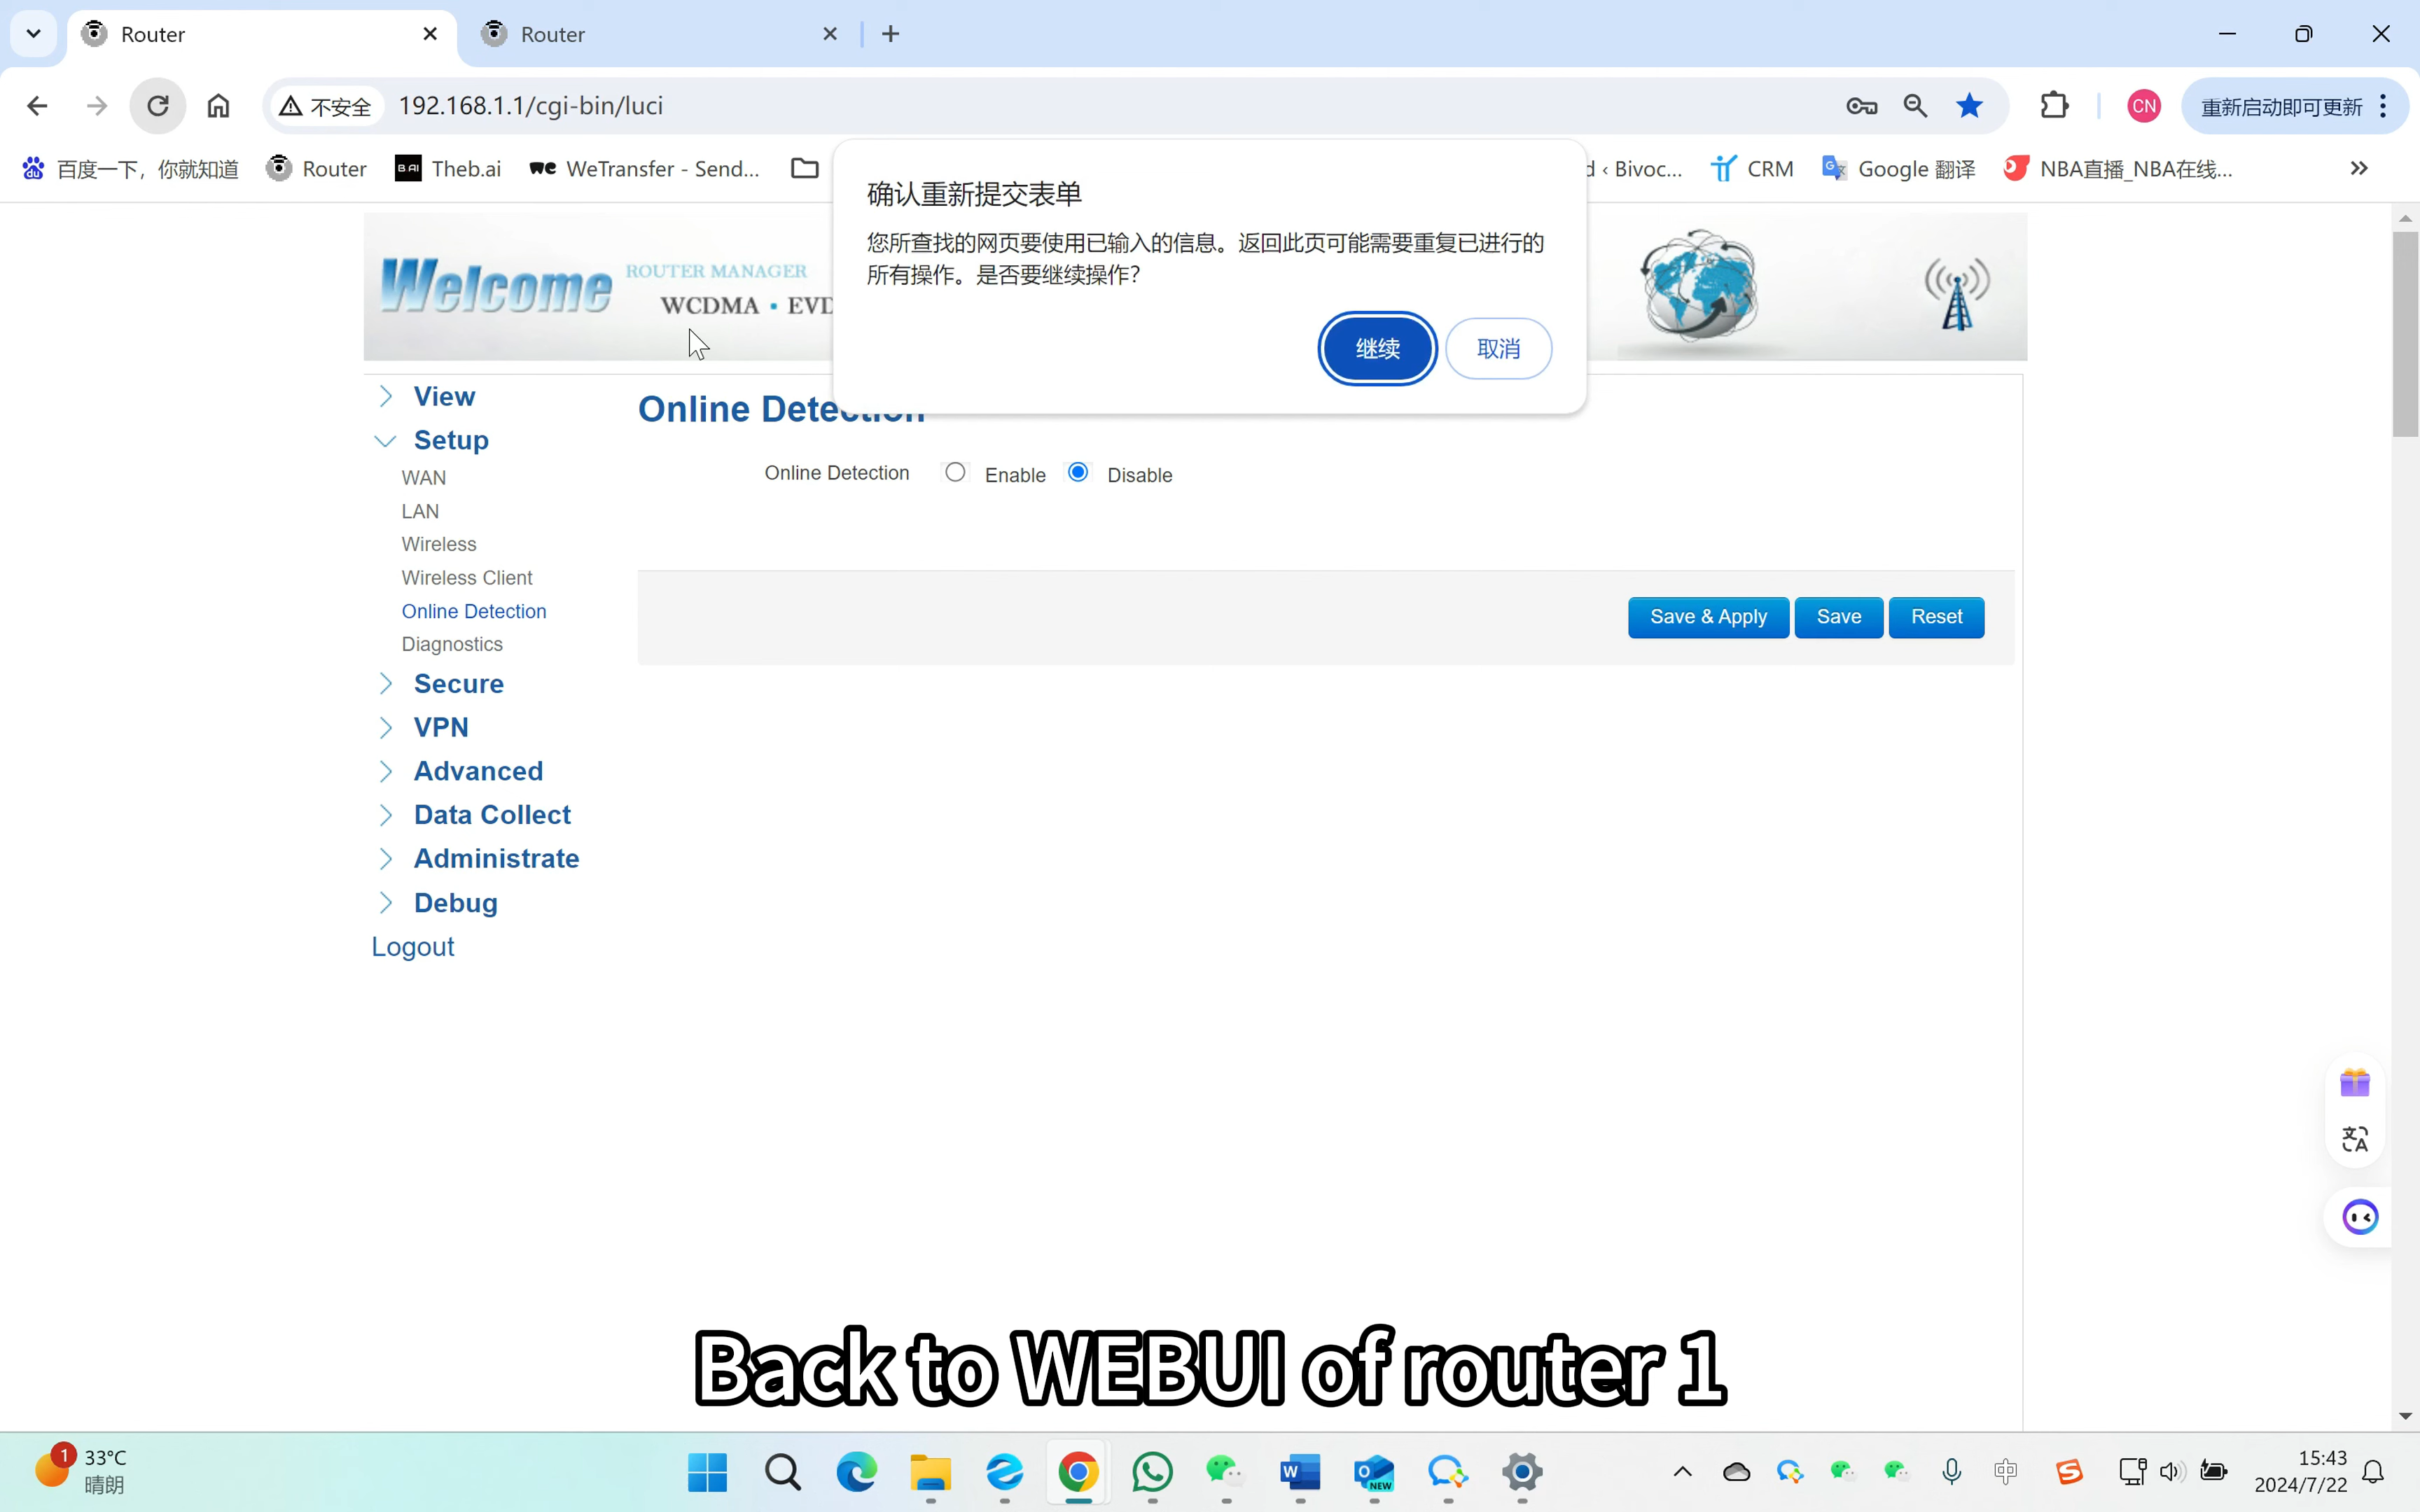 Router
Router
不安全
192.168.1.1/cgi-bin/luci
CN
重新启动即可更新
百度一下，你就知道
Router
B.AI
Theb.ai
WeTransfer - Send...
d ‹ Bivoc...
CRM
Google 翻译
NBA直播_NBA在线...
确认重新提交表单
您所查找的网页要使用已输入的信息。返回此页可能需要重复已进行的
所有操作。是否要继续操作？
继续
取消
Welcome
ROUTER MANAGER
WCDMA • EVD
View
Setup
WAN
LAN
Wireless
Wireless Client
Online Detection
Diagnostics
Secure
VPN
Advanced
Data Collect
Administrate
Debug
Logout
Online Detection
Online Detection
Enable
Disable
Save & Apply
Save
Reset
Back to WEBUI of router 1
1
33°C
晴朗
NEW
中
15:43
2024/7/22